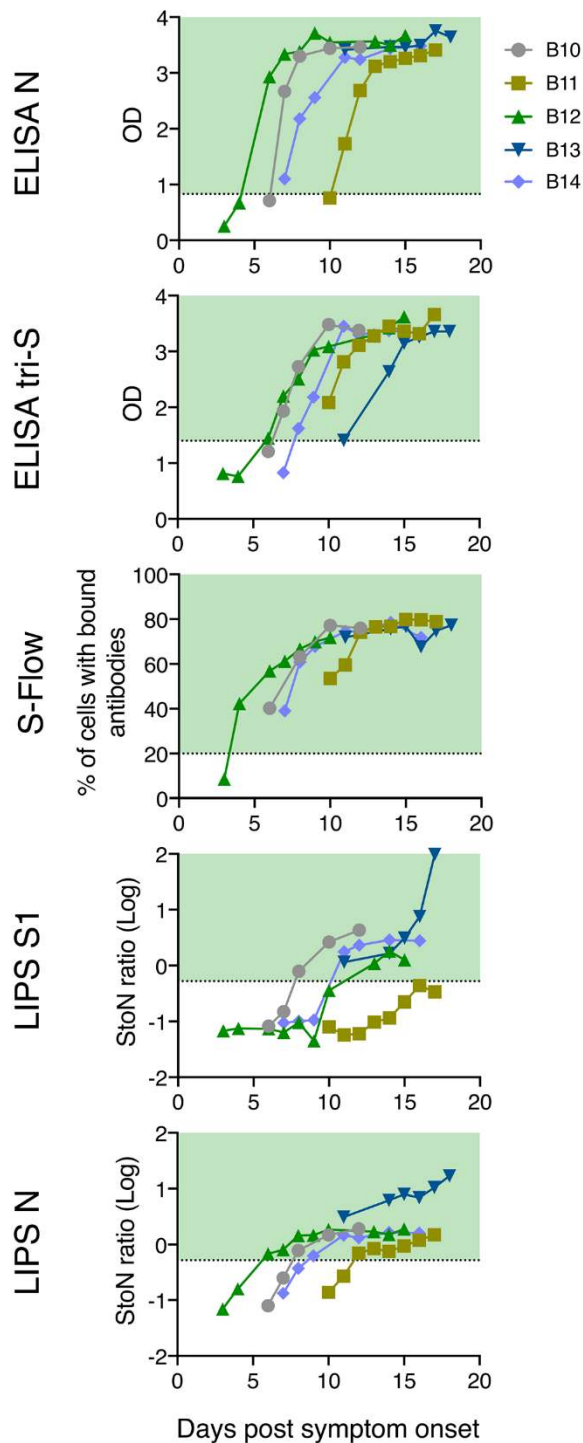 ELISA N
OD
4
3
2
1
0
0 5 10 15 20
B10
B11
B12
B13
B14
ELISA tri-S
OD
4
3
2
1
0
0 5 10 15 20
S-Flow
% of cells with bound
antibodies
100
80
60
40
20
0
0 5 10 15 20
LIPS S1
StoN ratio (Log)
2
1
0
-1
-2
0 5 10 15 20
LIPS N
StoN ratio (Log)
2
1
0
-1
-2
0 5 10 15 20
Days post symptom onset